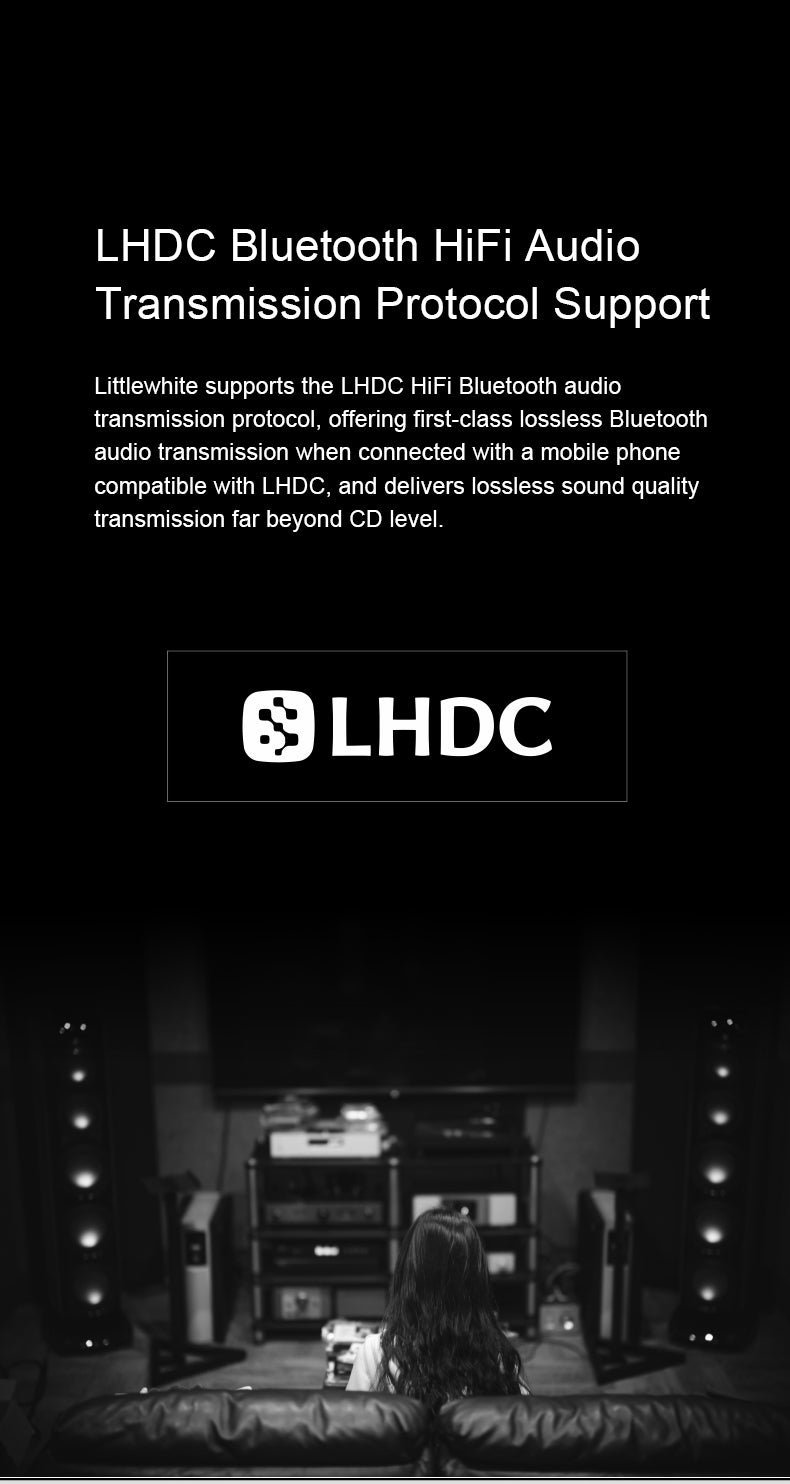 LHDC Bluetooth HiFi Audio
Transmission Protocol Support
Littlewhite supports the LHDC HiFi Bluetooth audio
transmission protocol, offering first-class lossless Bluetooth
audio transmission when connected with a mobile phone
compatible with LHDC, and delivers lossless sound quality
transmission far beyond CD level.
LHDC